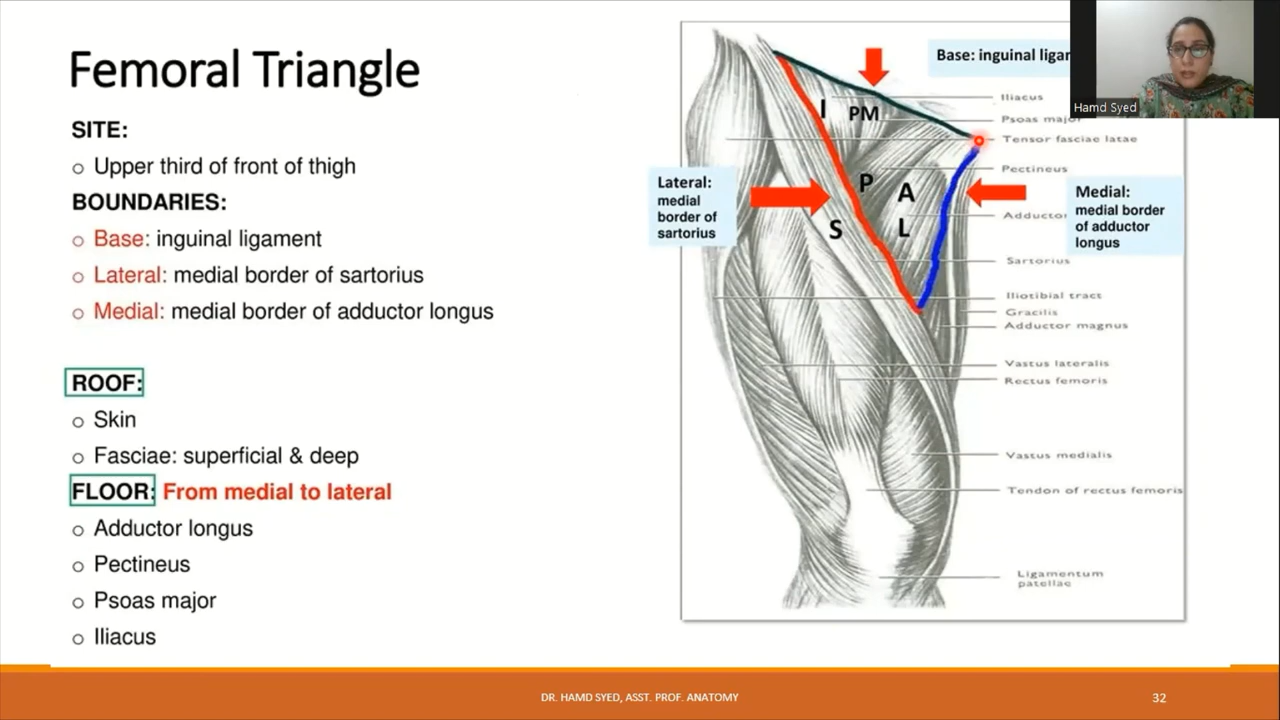 Femoral Triangle
SITE:
o Upper third of front of thigh
BOUNDARIES:
o Base: inguinal ligament
o Lateral: medial border of sartorius
o Medial: medial border of adductor longus
ROOF:
o Skin
o Fasciae: superficial & deep
FLOOR: From medial to lateral
o Adductor longus
o Pectineus
o Psoas major
o Iliacus
Base: inguinal
Hamd Syed
I
PM
P
A
L
S
Lateral:
medial
border of
sartorius
Medial:
medial border
of adductor
longus
Iliacus
Psoas major
Tensor fasciae latae
Pectineus
Sartorius
Iliotibial tract
Gracilis
Adductor magnus
Vastus lateralis
Rectus femoris
Vastus medialis
Tendon of rectus femoris
Ligamentum
patellae
DR. HAMD SYED, ASST. PROF. ANATOMY
32